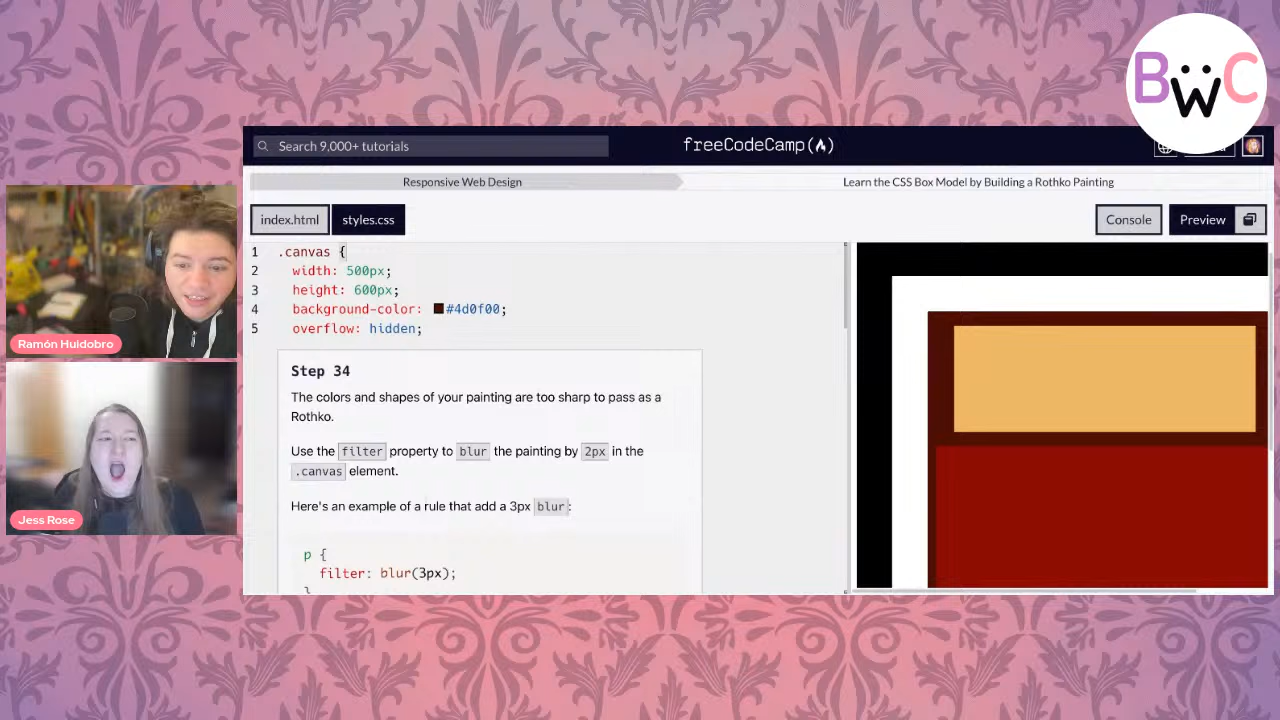 BWC
Search 9,000+ tutorials
freeCodeCamp
Responsive Web Design
Learn the CSS Box Model by Building a Rothko Painting
index.html
styles.css
Console
Preview
1 .canvas {
2 width: 500px;
3 height: 600px;
4 background-color: #4d0f00;
5 overflow: hidden;
Step 34
The colors and shapes of your painting are too sharp to pass as a
Rothko.
Use the filter property to blur the painting by 2px in the
.canvas element.
Here's an example of a rule that add a 3px blur:
p {
filter: blur(3px);
}
Ramón Huidobro
Jess Rose